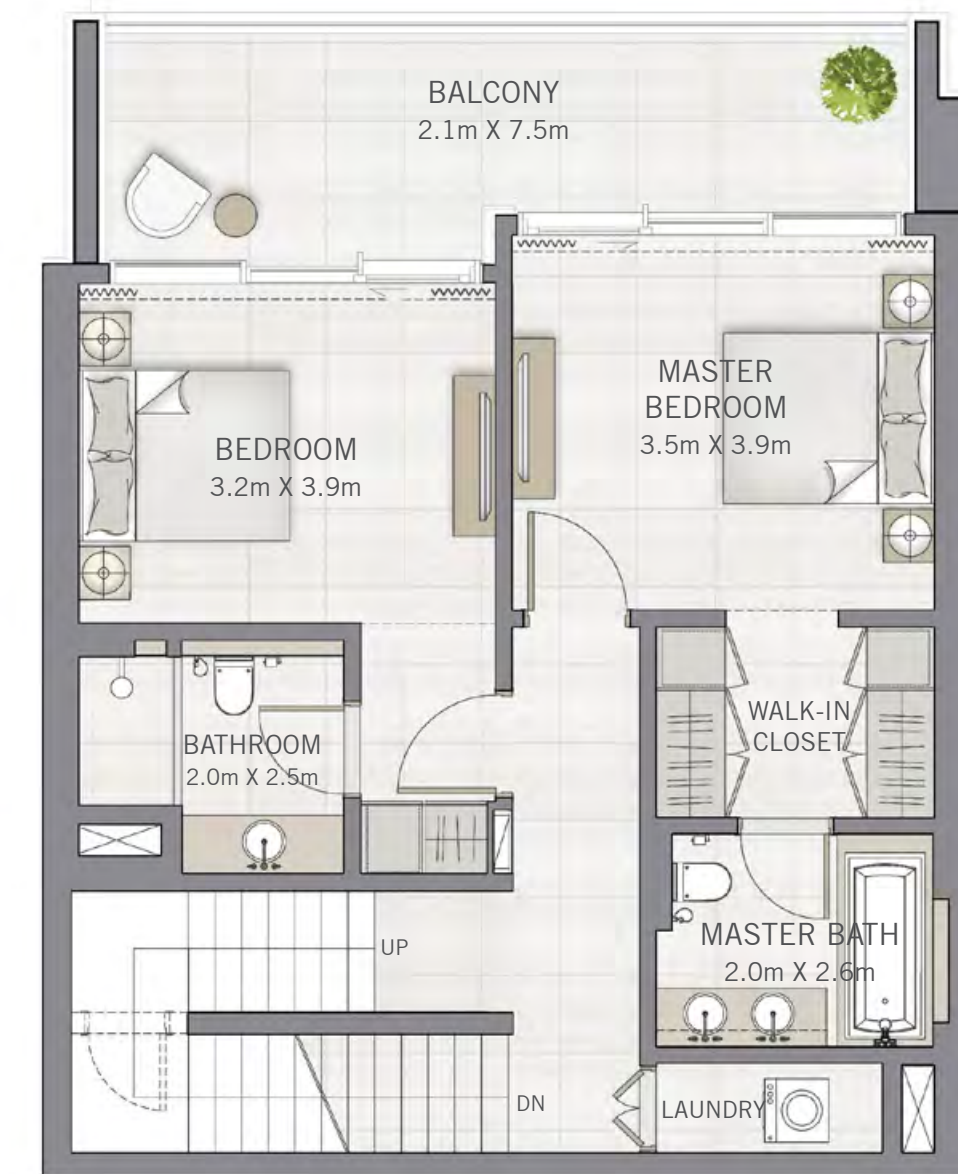 BALCONY
2.1m X 7.5m
MASTER
BEDROOM
3.5m X 3.9m
BEDROOM
3.2m X 3.9m
WALK-IN
CLOSET
BATHROOM
2.0m X 2.5m
MASTER BATH
2.0m X 2.6m
UP
DN
LAUNDRY